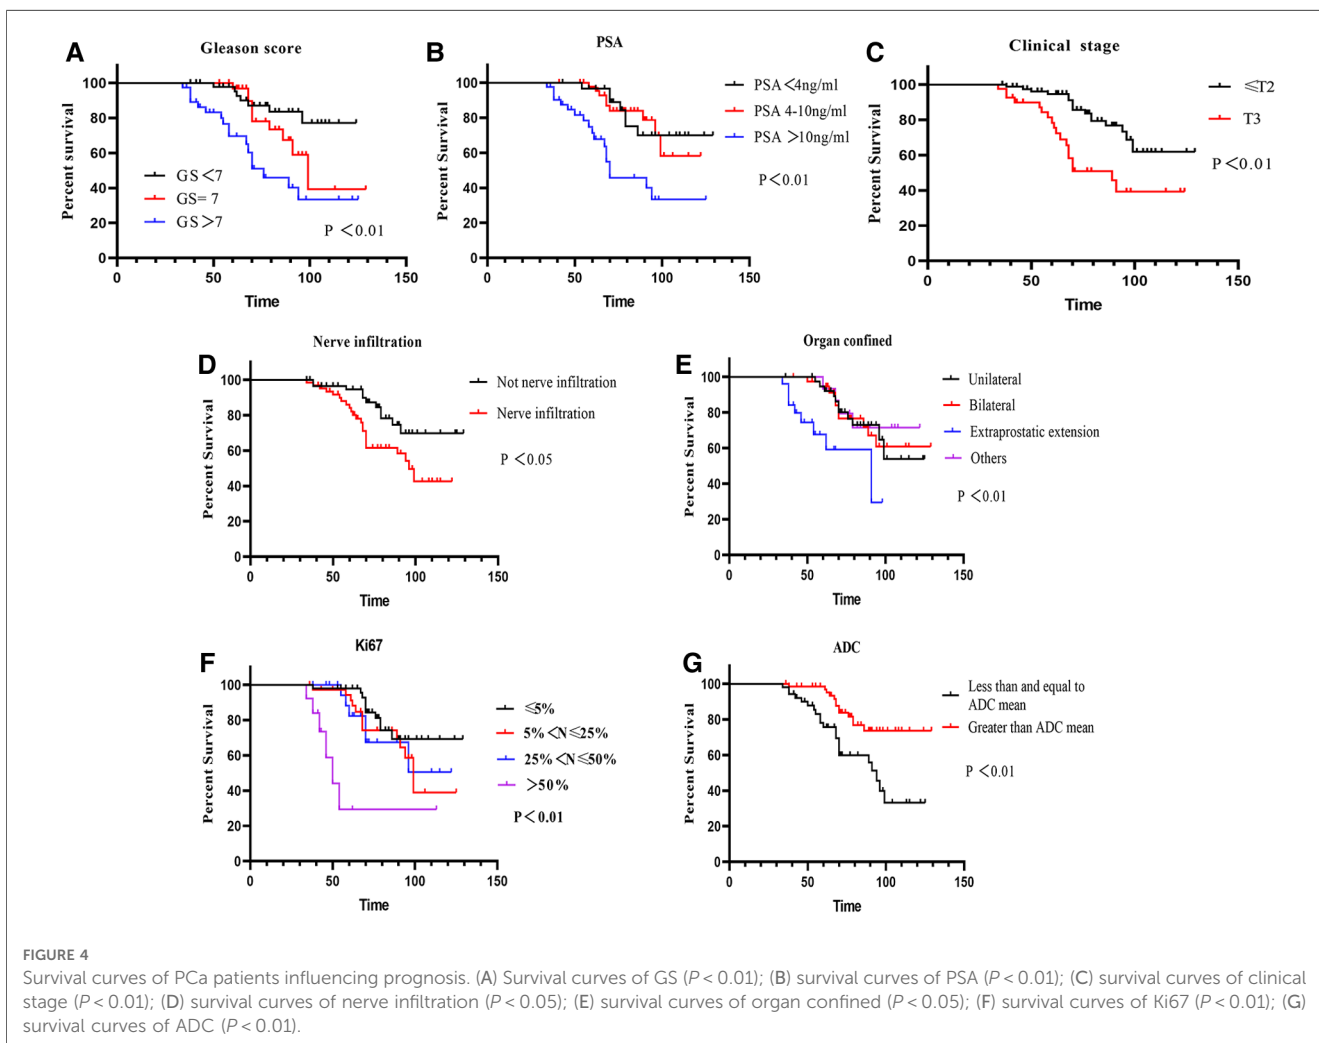 A
Gleason score
Percent survival
100
80
60
40
20
0
GS <7
GS= 7
GS >7
P <0.01
0 50 100 150
Time
B
PSA
Percent Survival
100
80
60
40
20
0
PSA <4ng/ml
PSA 4-10ng/ml
PSA >10ng/ml
P<0.01
0 50 100 150
Time
C
Clinical stage
Percent Survival
100
80
60
40
20
0
⩽T2
T3
P<0.01
0 50 100 150
Time
D
Nerve infiltration
Percent Survival
100
80
60
40
20
0
Not nerve infiltration
Nerve infiltration
P <0.05
0 50 100 150
Time
E
Organ confined
Percent Survival
100
80
60
40
20
0
Unilateral
Bilateral
Extraprostatic extension
Others
P <0.01
0 50 100 150
Time
F
Ki67
Percent Survival
100
80
60
40
20
0
⩽5%
5%<N⩽25%
25%<N⩽50%
>50%
P<0.01
0 50 100 150
Time
G
ADC
Percent Survival
100
80
60
40
20
0
Less than and equal to
ADC mean
Greater than ADC mean
P <0.01
0 50 100 150
Time
FIGURE 4
Survival curves of PCa patients influencing prognosis. (A) Survival curves of GS (P < 0.01); (B) survival curves of PSA (P < 0.01); (C) survival curves of clinical
stage (P < 0.01); (D) survival curves of nerve infiltration (P < 0.05); (E) survival curves of organ confined (P < 0.05); (F) survival curves of Ki67 (P < 0.01); (G)
survival curves of ADC (P < 0.01).